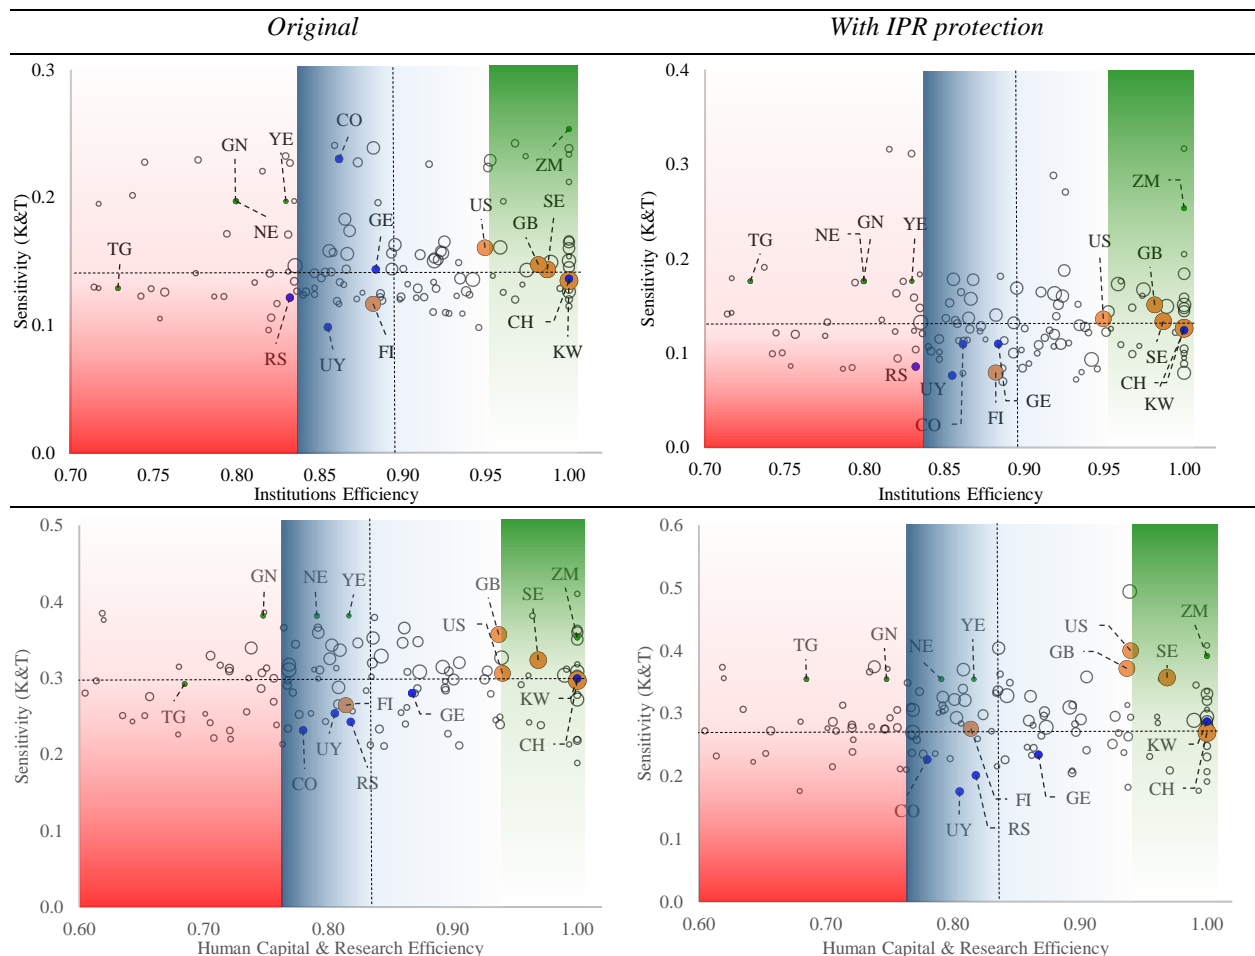 Original
With IPR protection
0.3
0.2
0.1
0.0
Sensitivity (K&T)
CO
YE
GN
ZM
US
SE
GB
GE
NE
TG
RS
UY
FI
CH
KW
0.70
0.80
0.85
0.90
0.95
1.00
Institutions Efficiency
0.4
0.3
0.2
0.1
0.0
Sensitivity (K&T)
ZM
TG
NE
GN
YE
US
GB
RS
UY
SE
CH
KW
CO
FI
GE
0.70
0.80
0.85
0.90
0.95
1.00
Institutions Efficiency
0.5
0.4
0.3
0.2
0.1
0.0
Sensitivity (K&T)
GN
NE
YE
GB
SE
ZM
US
TG
FI
GE
KW
UY
CH
CO
RS
0.60
0.70
0.80
0.90
1.00
Human Capital & Research Efficiency
0.6
0.5
0.4
0.3
0.2
0.1
0.0
Sensitivity (K&T)
TG
GN
NE
YE
US
GB
SE
ZM
KW
CH
CO
FI
GE
UY
RS
0.60
0.70
0.80
0.90
1.00
Human Capital & Research Efficiency